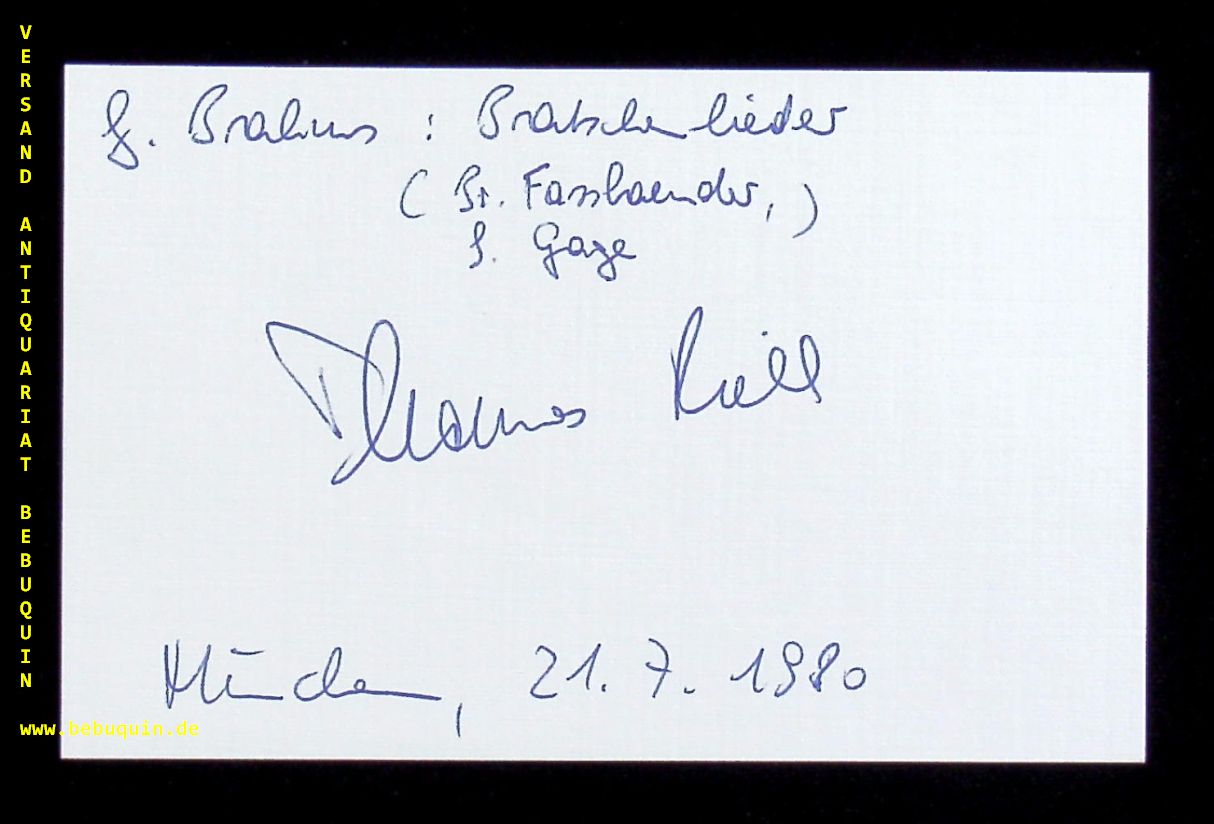 VERSAND ANTIQUARIAT BEBUQUIN
J. Brahms : Bratschenlieder
( Br. Fassbaender, )
I. Gage
Thomas Riebl
München, 21. 7. 1980
www.bebuquin.de